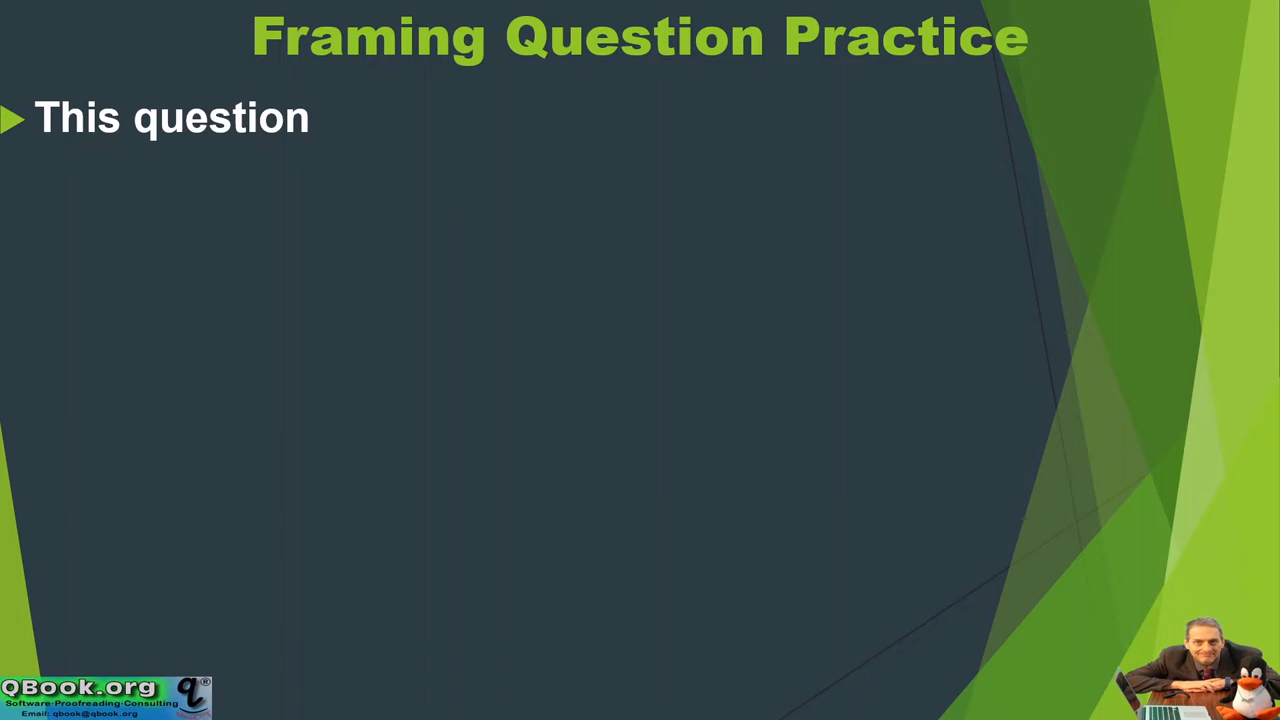 Framing Question Practice
This question
QBook.org
Software·Proofreading·Consulting
Email: qbook@qbook.org
q®